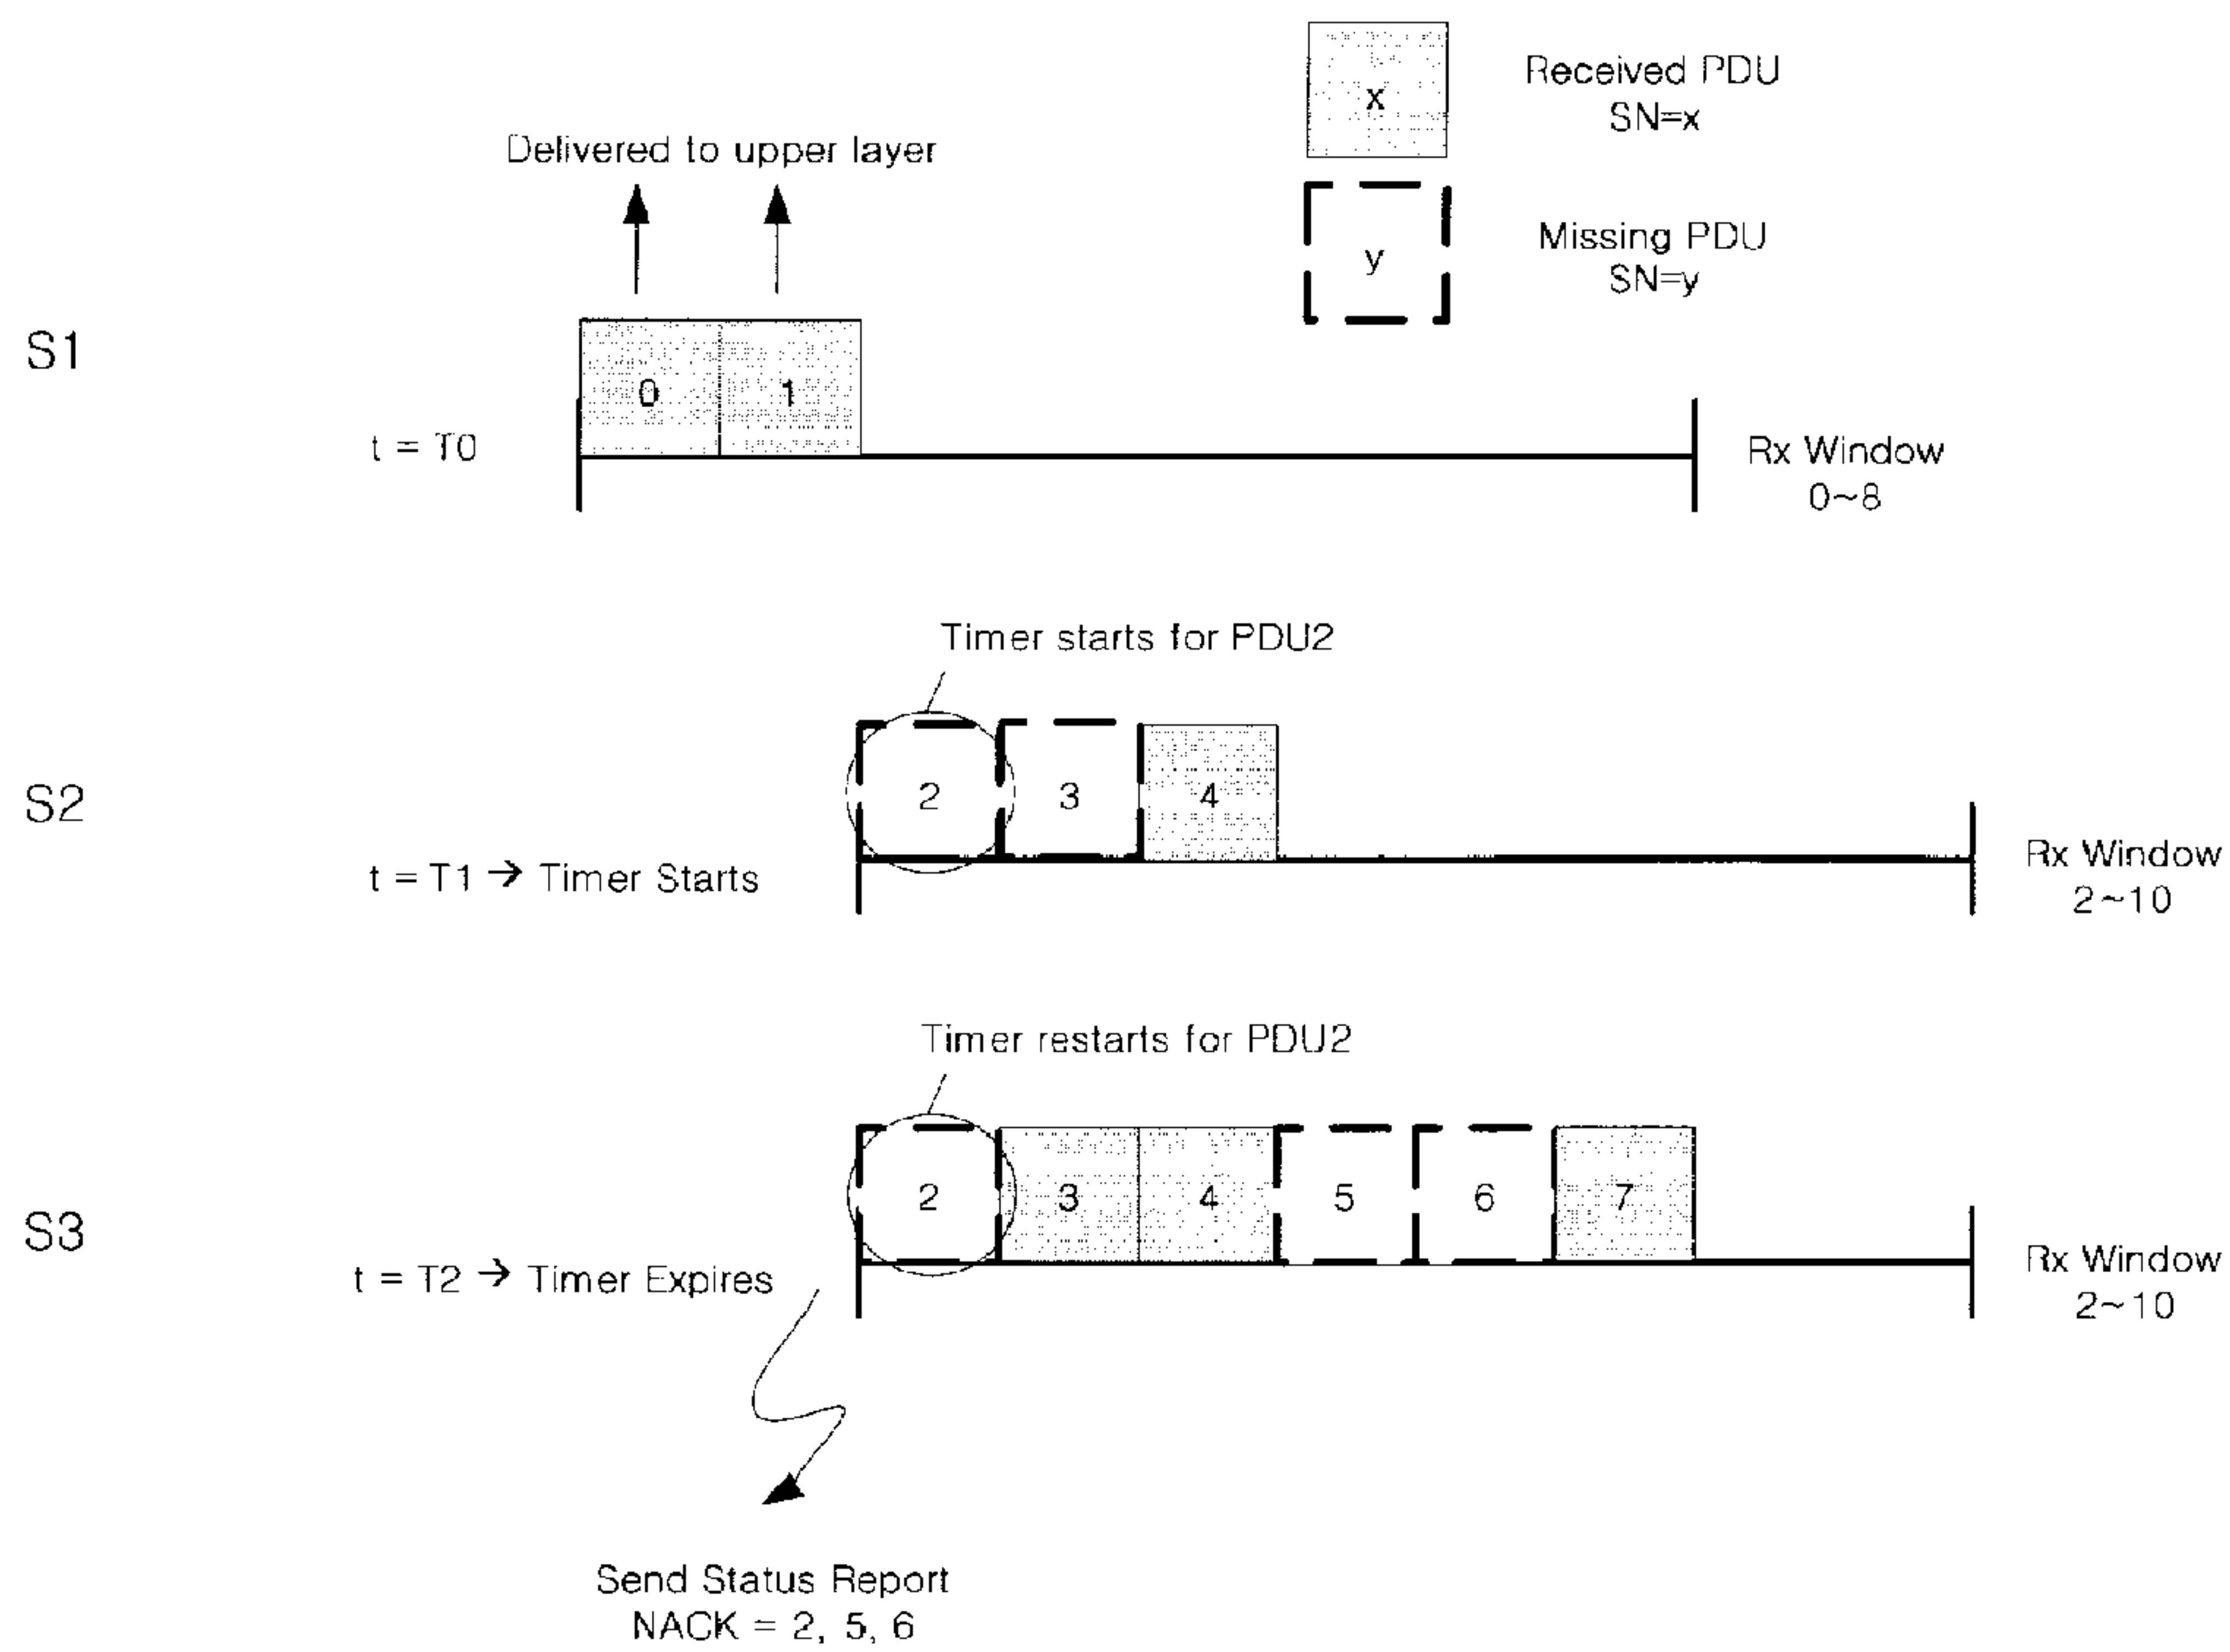 x
Received PDU
SN=x
Delivered to upper layer
y
Missing PDU
SN=y
S1
0 1
t = T0
Rx Window
0~8
Timer starts for PDU2
S2
2 3 4
t = T1 → Timer Starts
Rx Window
2~10
Timer restarts for PDU2
S3
2 3 4 5 6 7
t = T2 → Timer Expires
Rx Window
2~10
Send Status Report
NACK = 2, 5, 6